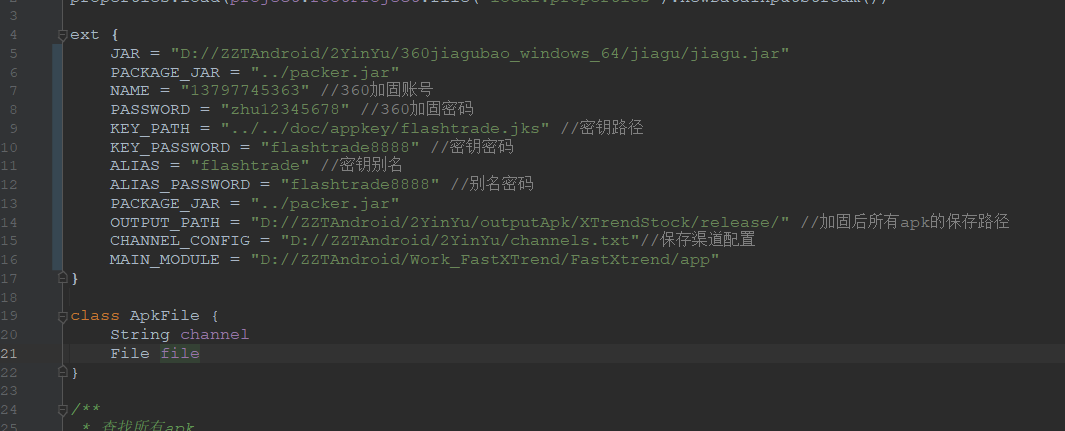 properties.load(project.rootProject.file('local.properties').newDataInputStream())
3
4 ext {
5 JAR = "D://ZZTAndroid/2YinYu/360jiagubao_windows_64/jiagu/jiagu.jar"
6 PACKAGE_JAR = "../packer.jar"
7 NAME = "13797745363" //360加固账号
8 PASSWORD = "zhu12345678" //360加固密码
9 KEY_PATH = "../../doc/appkey/flashtrade.jks" //密钥路径
10 KEY_PASSWORD = "flashtrade8888" //密钥密码
11 ALIAS = "flashtrade" //密钥别名
12 ALIAS_PASSWORD = "flashtrade8888" //别名密码
13 PACKAGE_JAR = "../packer.jar"
14 OUTPUT_PATH = "D://ZZTAndroid/2YinYu/outputApk/XTrendStock/release/" //加固后所有apk的保存路径
15 CHANNEL_CONFIG = "D://ZZTAndroid/2YinYu/channels.txt"//保存渠道配置
16 MAIN_MODULE = "D://ZZTAndroid/Work_FastXTrend/FastXtrend/app"
17 }
18
19 class ApkFile {
20 String channel
21 File file
22 }
23
24 /**
25 * 查找所有apk